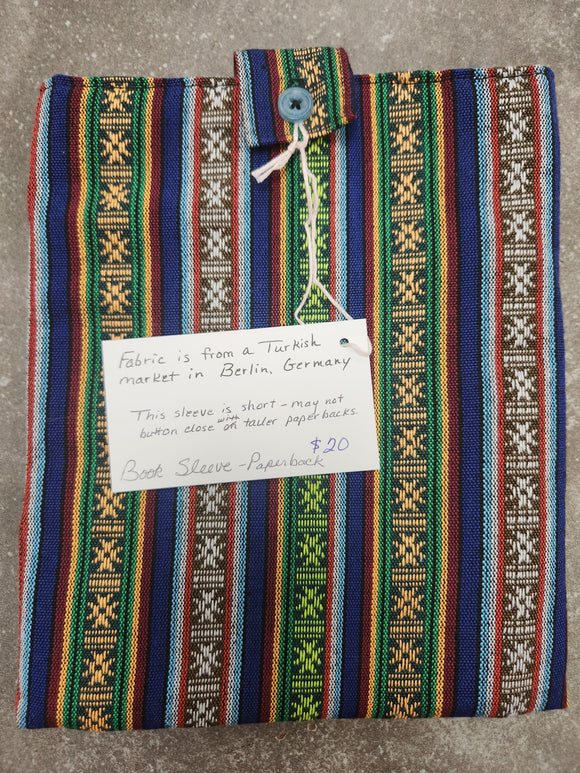 Fabric is from a Turkish
market in Berlin, Germany
This sleeve is short - may not
button close with on taller paperbacks.
$20
Book Sleeve - Paperback